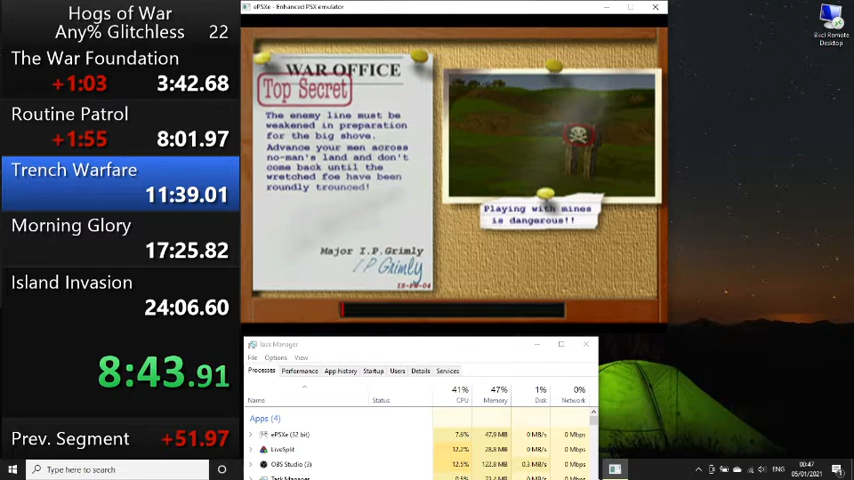 Hogs of War
Any% Glitchless 22
The War Foundation
+1:03 3:42.68
Routine Patrol
+1:55 8:01.97
Trench Warfare
11:39.01
Morning Glory
17:25.82
Island Invasion
24:06.60
8:43.91
Prev. Segment +51.97
ePSXe - Enhanced PSX emulator
WAR OFFICE
Top Secret
The enemy line must be
weakened in preparation
for the big shove.
Advance your men across
no-man's land and don't
come back until the
wretched foe have been
roundly trounced!
Major I.P.Grimly
I P Grimly
Playing with mines
is dangerous!!
Task Manager
File Options View
Processes Performance App history Startup Users Details Services
41% 47% 1% 0%
Name Status CPU Memory Disk Network
Apps (4)
ePSXe (32 bit) 7.6% 47.9 MB 0 MB/s 0 Mbps
LiveSplit 12.2% 28.8 MB 0 MB/s 0 Mbps
OBS Studio (3) 12.5% 122.8 MB 0.3 MB/s 0 Mbps
Task Manager
Remote
Desktop
Type here to search
ENG
00:47
05/01/2021